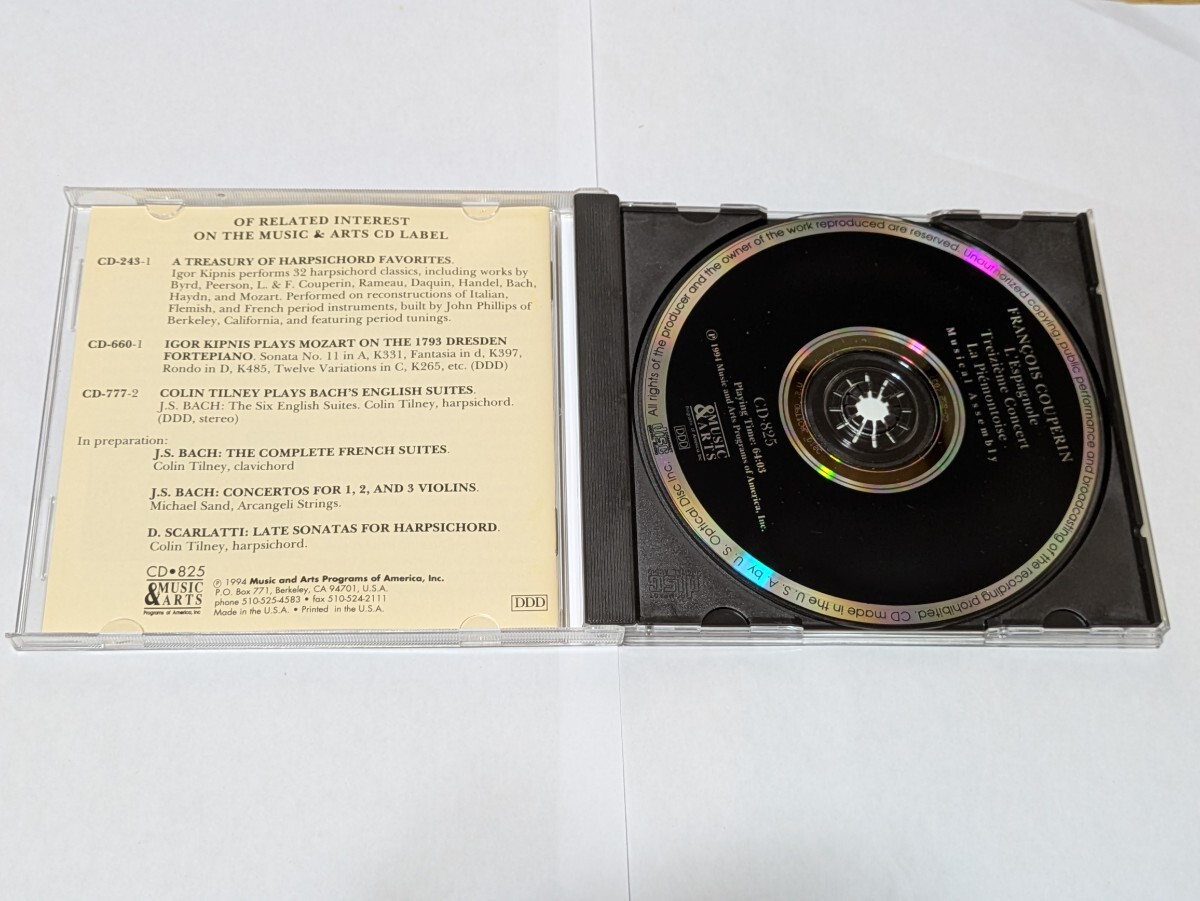 OF RELATED INTEREST
ON THE MUSIC & ARTS CD LABEL
CD-243-1 A TREASURY OF HARPSICHORD FAVORITES.
Igor Kipnis performs 32 harpsichord classics, including works by
Byrd, Peerson, L. & F. Couperin, Rameau, Daquin, Handel, Bach,
Haydn, and Mozart. Performed on reconstructions of Italian,
Flemish, and French period instruments, built by John Phillips of
Berkeley, California, and featuring period tunings.
CD-660-1 IGOR KIPNIS PLAYS MOZART ON THE 1793 DRESDEN
FORTEPIANO. Sonata No. 11 in A, K331, Fantasia in d, K397,
Rondo in D, K485, Twelve Variations in C, K265, etc. (DDD)
CD-777-2 COLIN TILNEY PLAYS BACH'S ENGLISH SUITES.
J.S. BACH: The Six English Suites. Colin Tilney, harpsichord.
(DDD, stereo)
In preparation:
J.S. BACH: THE COMPLETE FRENCH SUITES.
Colin Tilney, clavichord
J.S. BACH: CONCERTOS FOR 1, 2, AND 3 VIOLINS.
Michael Sand, Arcangeli Strings.
D. SCARLATTI: LATE SONATAS FOR HARPSICHORD.
Colin Tilney, harpsichord.
CD•825
MUSIC
& ARTS
Programs of America, Inc
℗ 1994 Music and Arts Programs of America, Inc.
P.O. Box 771, Berkeley, CA 94701, U.S.A.
phone 510-525-4583 • fax 510-524-2111
Made in the U.S.A. • Printed in the U.S.A.
DDD
FRANÇOIS COUPERIN
L'Espagnole
Treizième Concert
La Piémontoise
Musical Assembly
CD-825
Playing Time: 64:03
℗ 1994 Music and Arts Programs of America, Inc.
MUSIC
& ARTS
DDD
All rights of the producer and the owner of the work reproduced are reserved. Unauthorized copying, public performance and broadcasting of the recording prohibited. CD made in the U.S.A. by U.S. Optical Disc Inc.